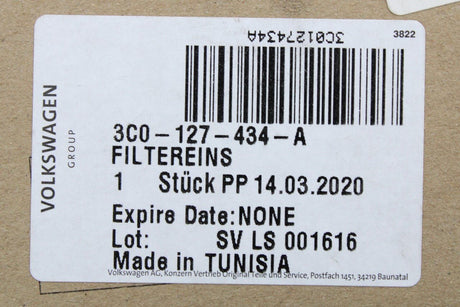 3822
3C0127434A
VOLKSWAGEN
GROUP
3C0-127-434-A
FILTEREINS
1 Stück PP 14.03.2020
Expire Date:NONE
Lot: SV LS 001616
Made in TUNISIA
Volkswagen AG, Konzern Vertrieb Original Teile und Service, Postfach 1451, 34219 Baunatal